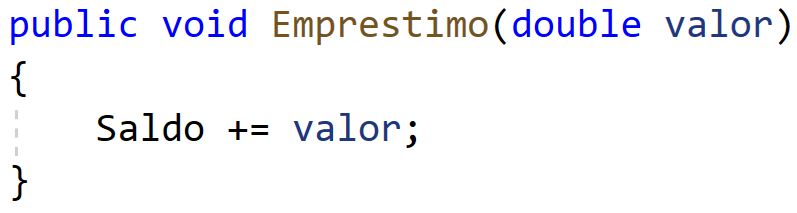 public void Emprestimo(double valor)
{
    Saldo += valor;
}